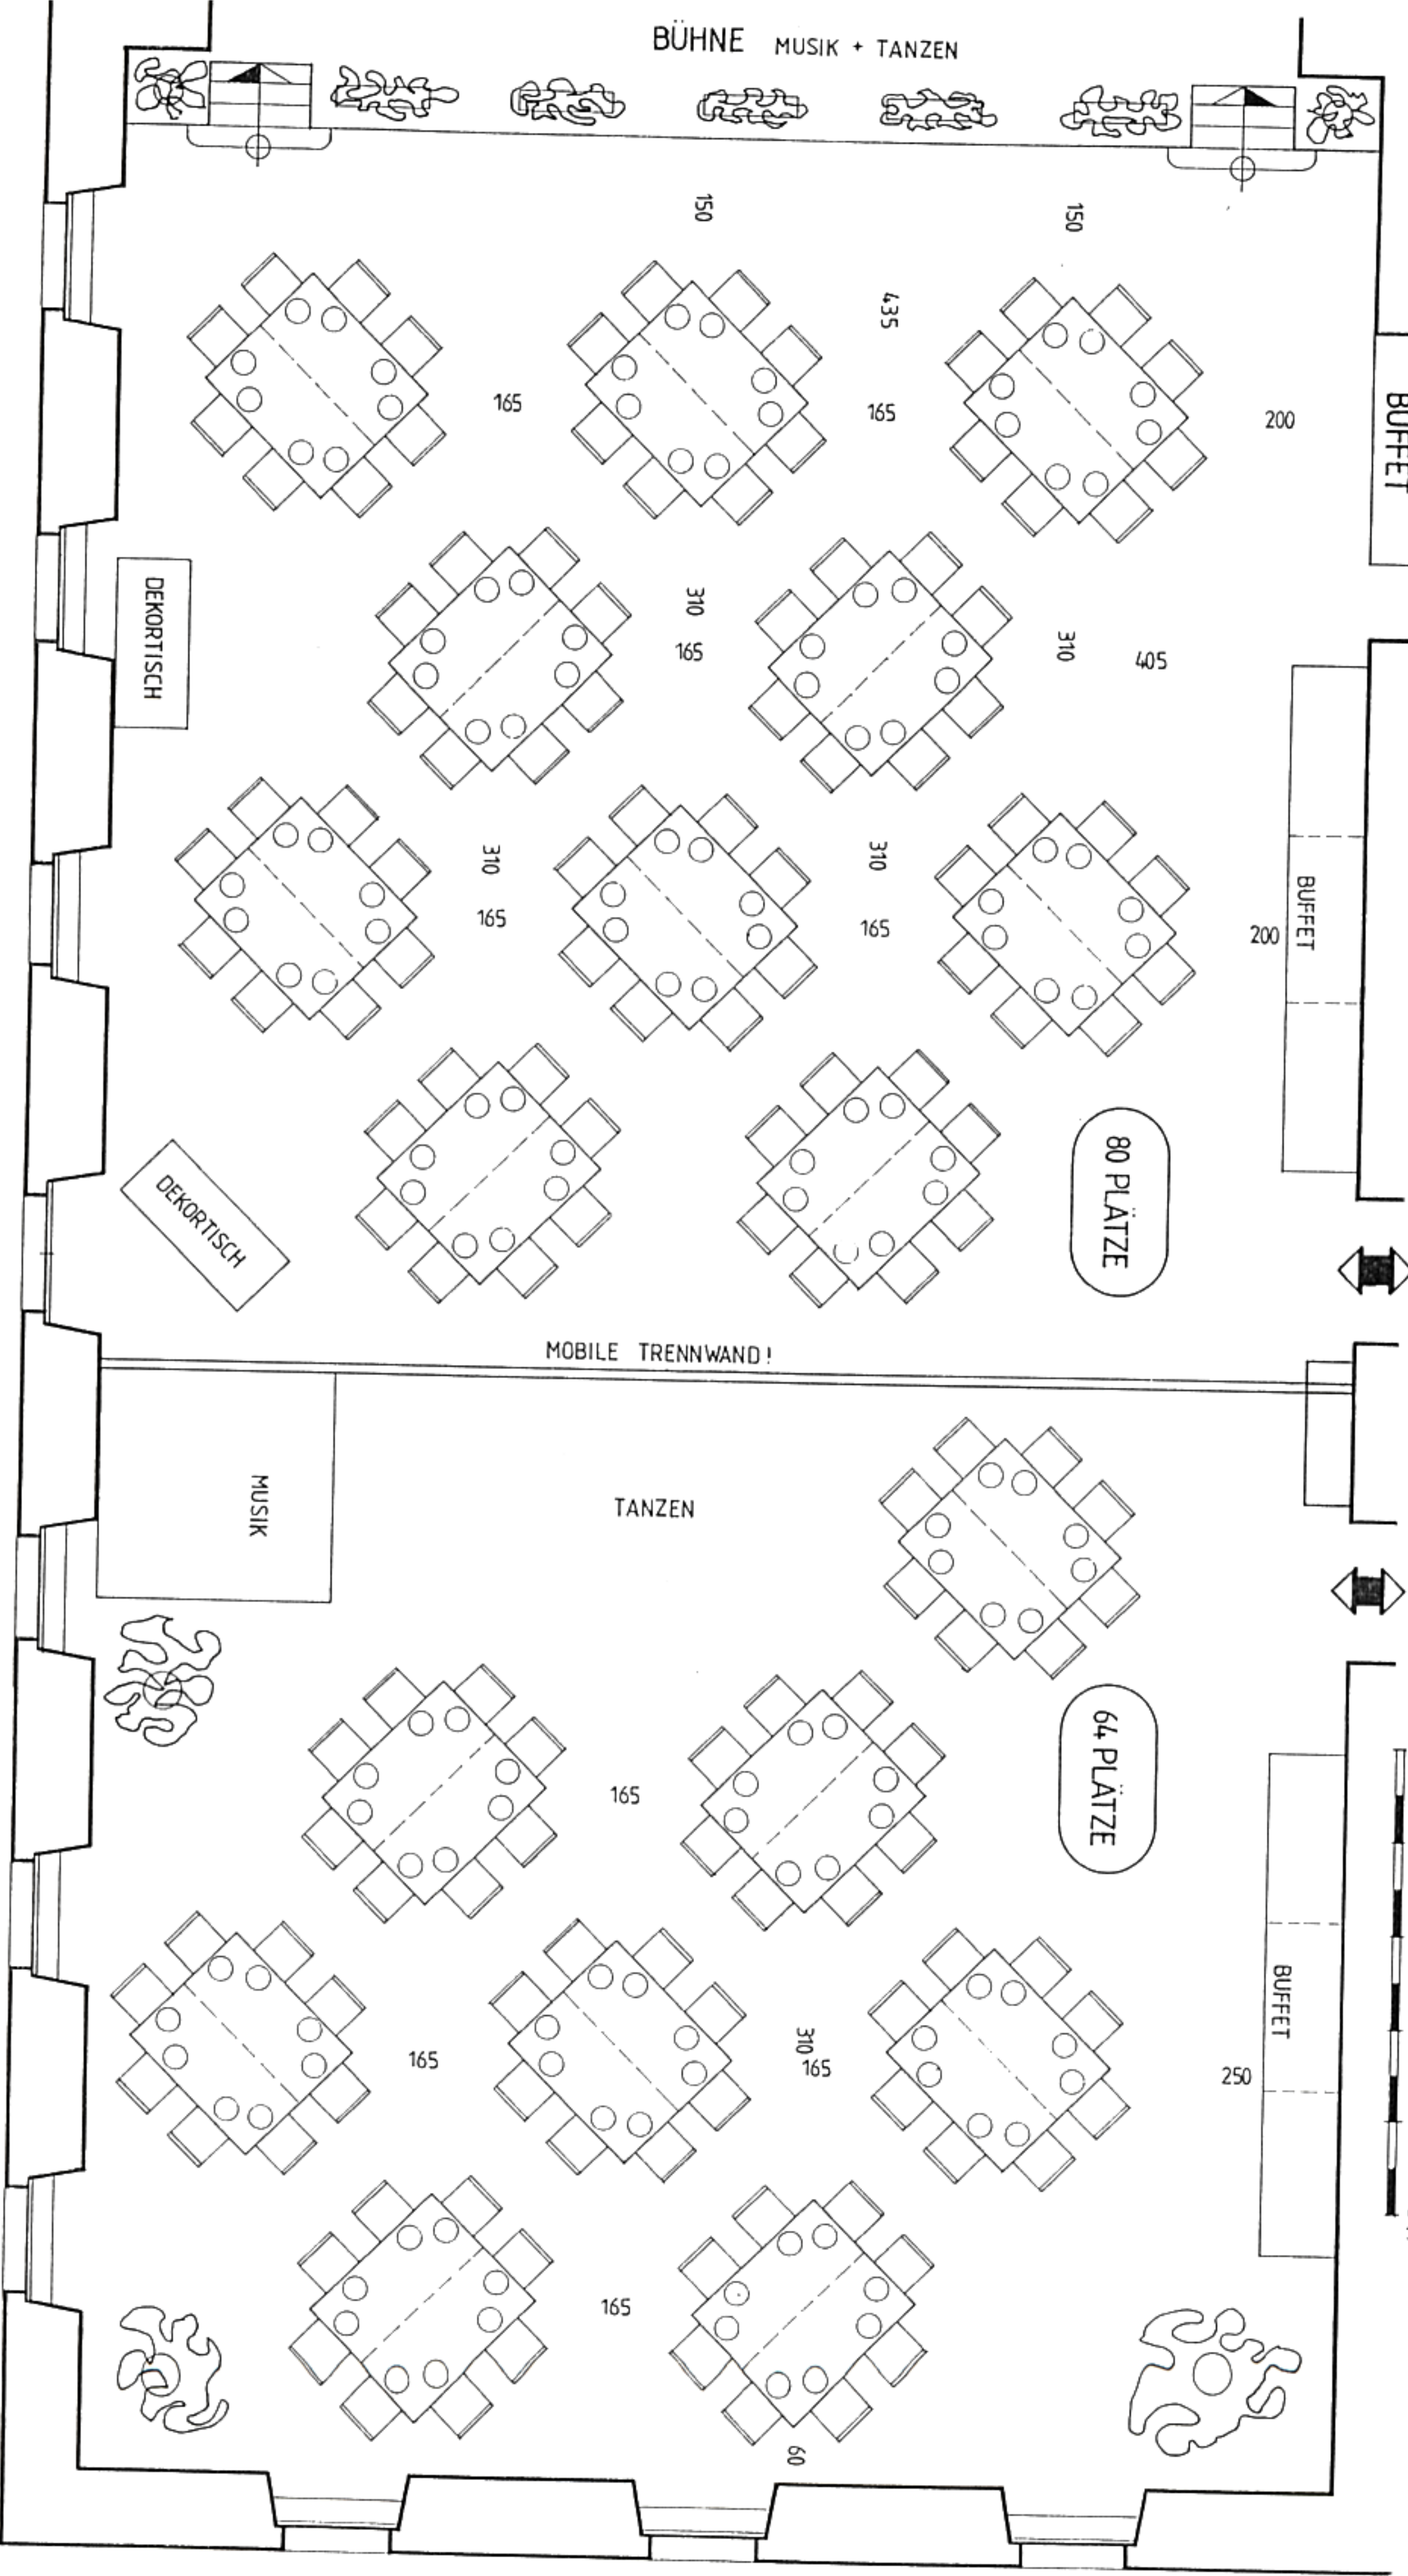 BÜHNE MUSIK + TANZEN
150
150
435
165
165
200
BUFFET
DEKORTISCH
310
165
310
405
310
165
310
165
200
BUFFET
DEKORTISCH
80 PLÄTZE
MOBILE TRENNWAND!
MUSIK
TANZEN
64 PLÄTZE
165
165
310
165
250
BUFFET
165
60